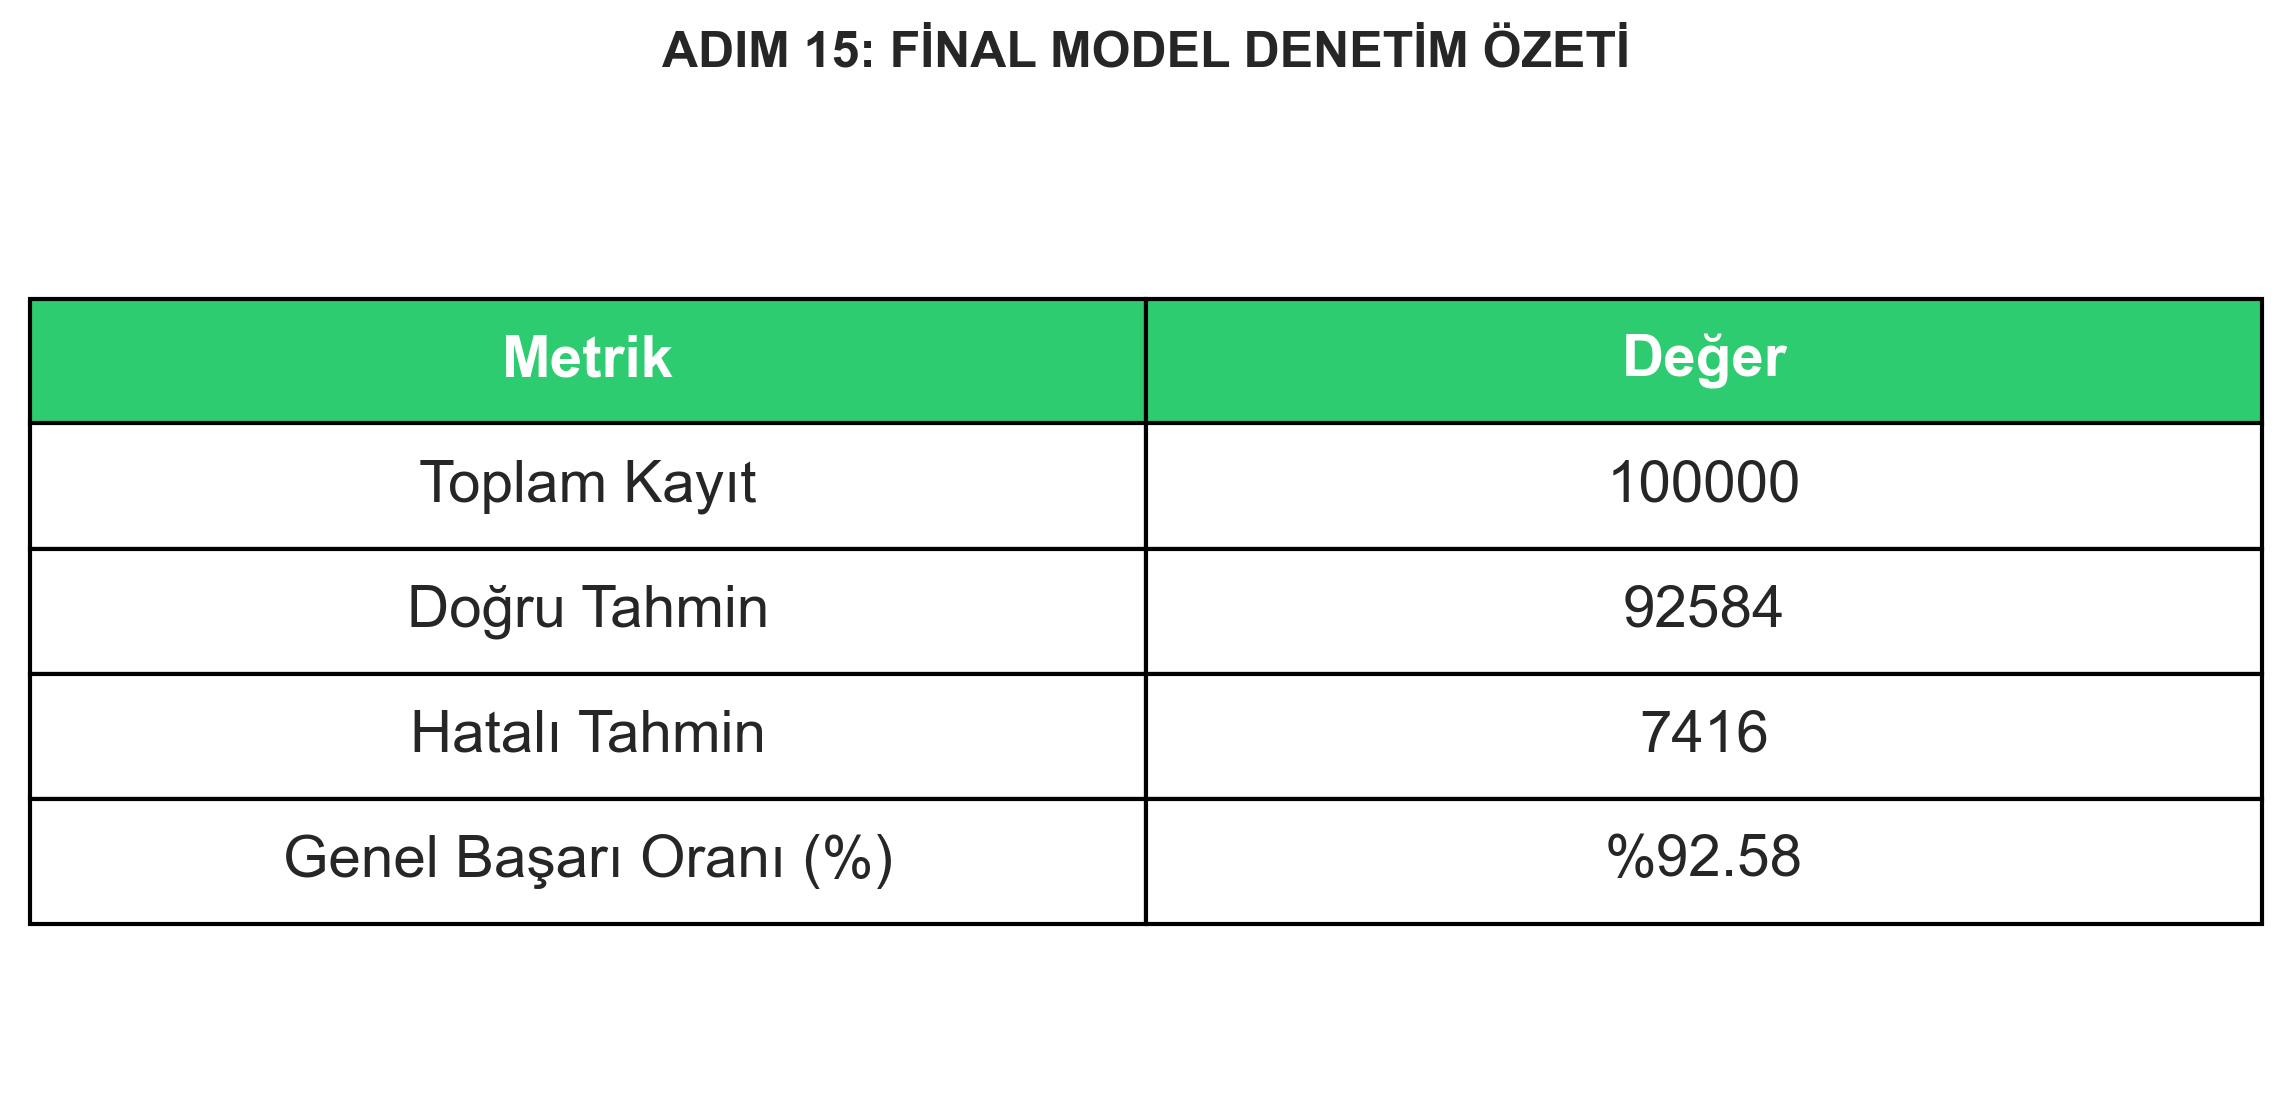 ADIM 15: FİNAL MODEL DENETİM ÖZETİ
Metrik Değer
Toplam Kayıt 100000
Doğru Tahmin 92584
Hatalı Tahmin 7416
Genel Başarı Oranı (%) %92.58